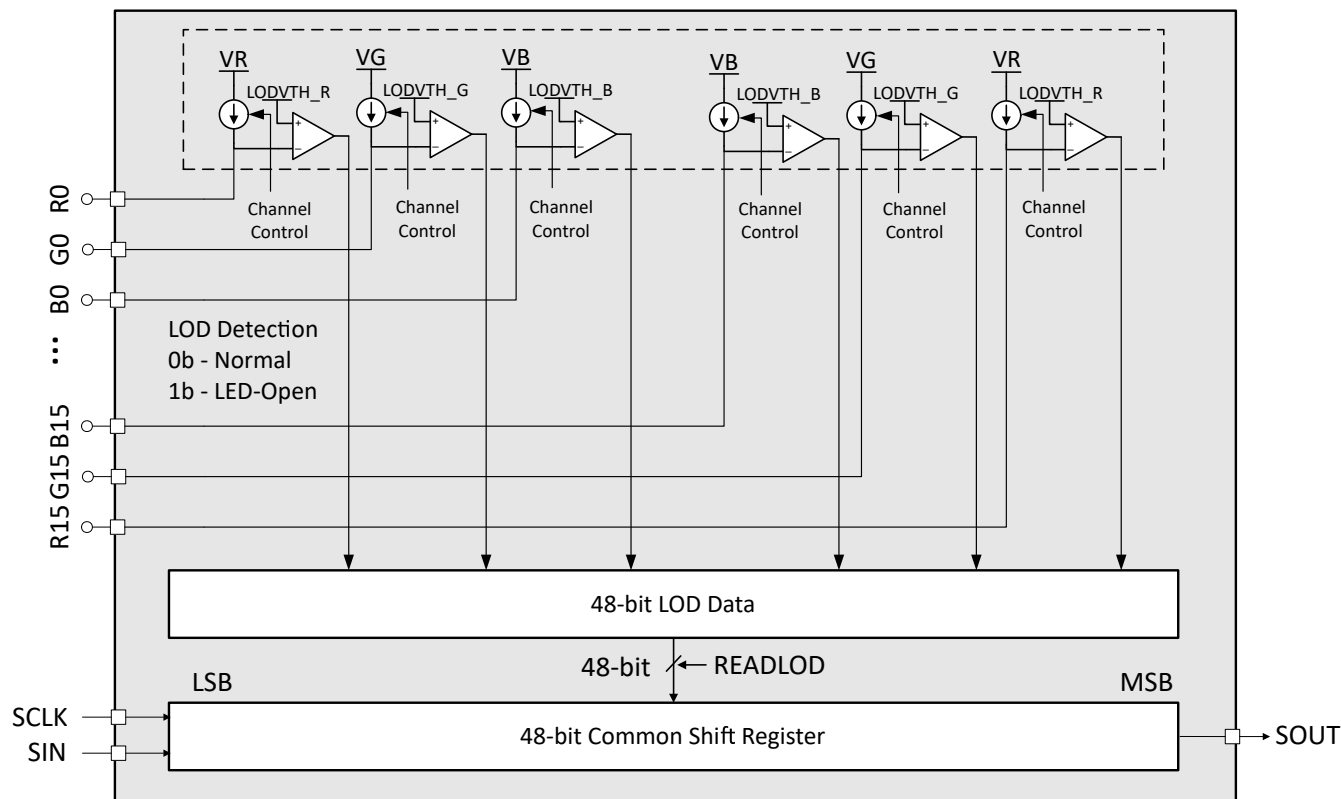 VR
VG
VB
VB
VG
VR
LODVTH_R
LODVTH_G
LODVTH_B
LODVTH_B
LODVTH_G
LODVTH_R
+
−
+
−
+
−
+
−
+
−
+
−
Channel
Control
Channel
Control
Channel
Control
Channel
Control
Channel
Control
Channel
Control
R0
G0
B0
...
B15
G15
R15
LOD Detection
0b - Normal
1b - LED-Open
48-bit LOD Data
48-bit
READLOD
LSB
MSB
SCLK
SIN
48-bit Common Shift Register
SOUT